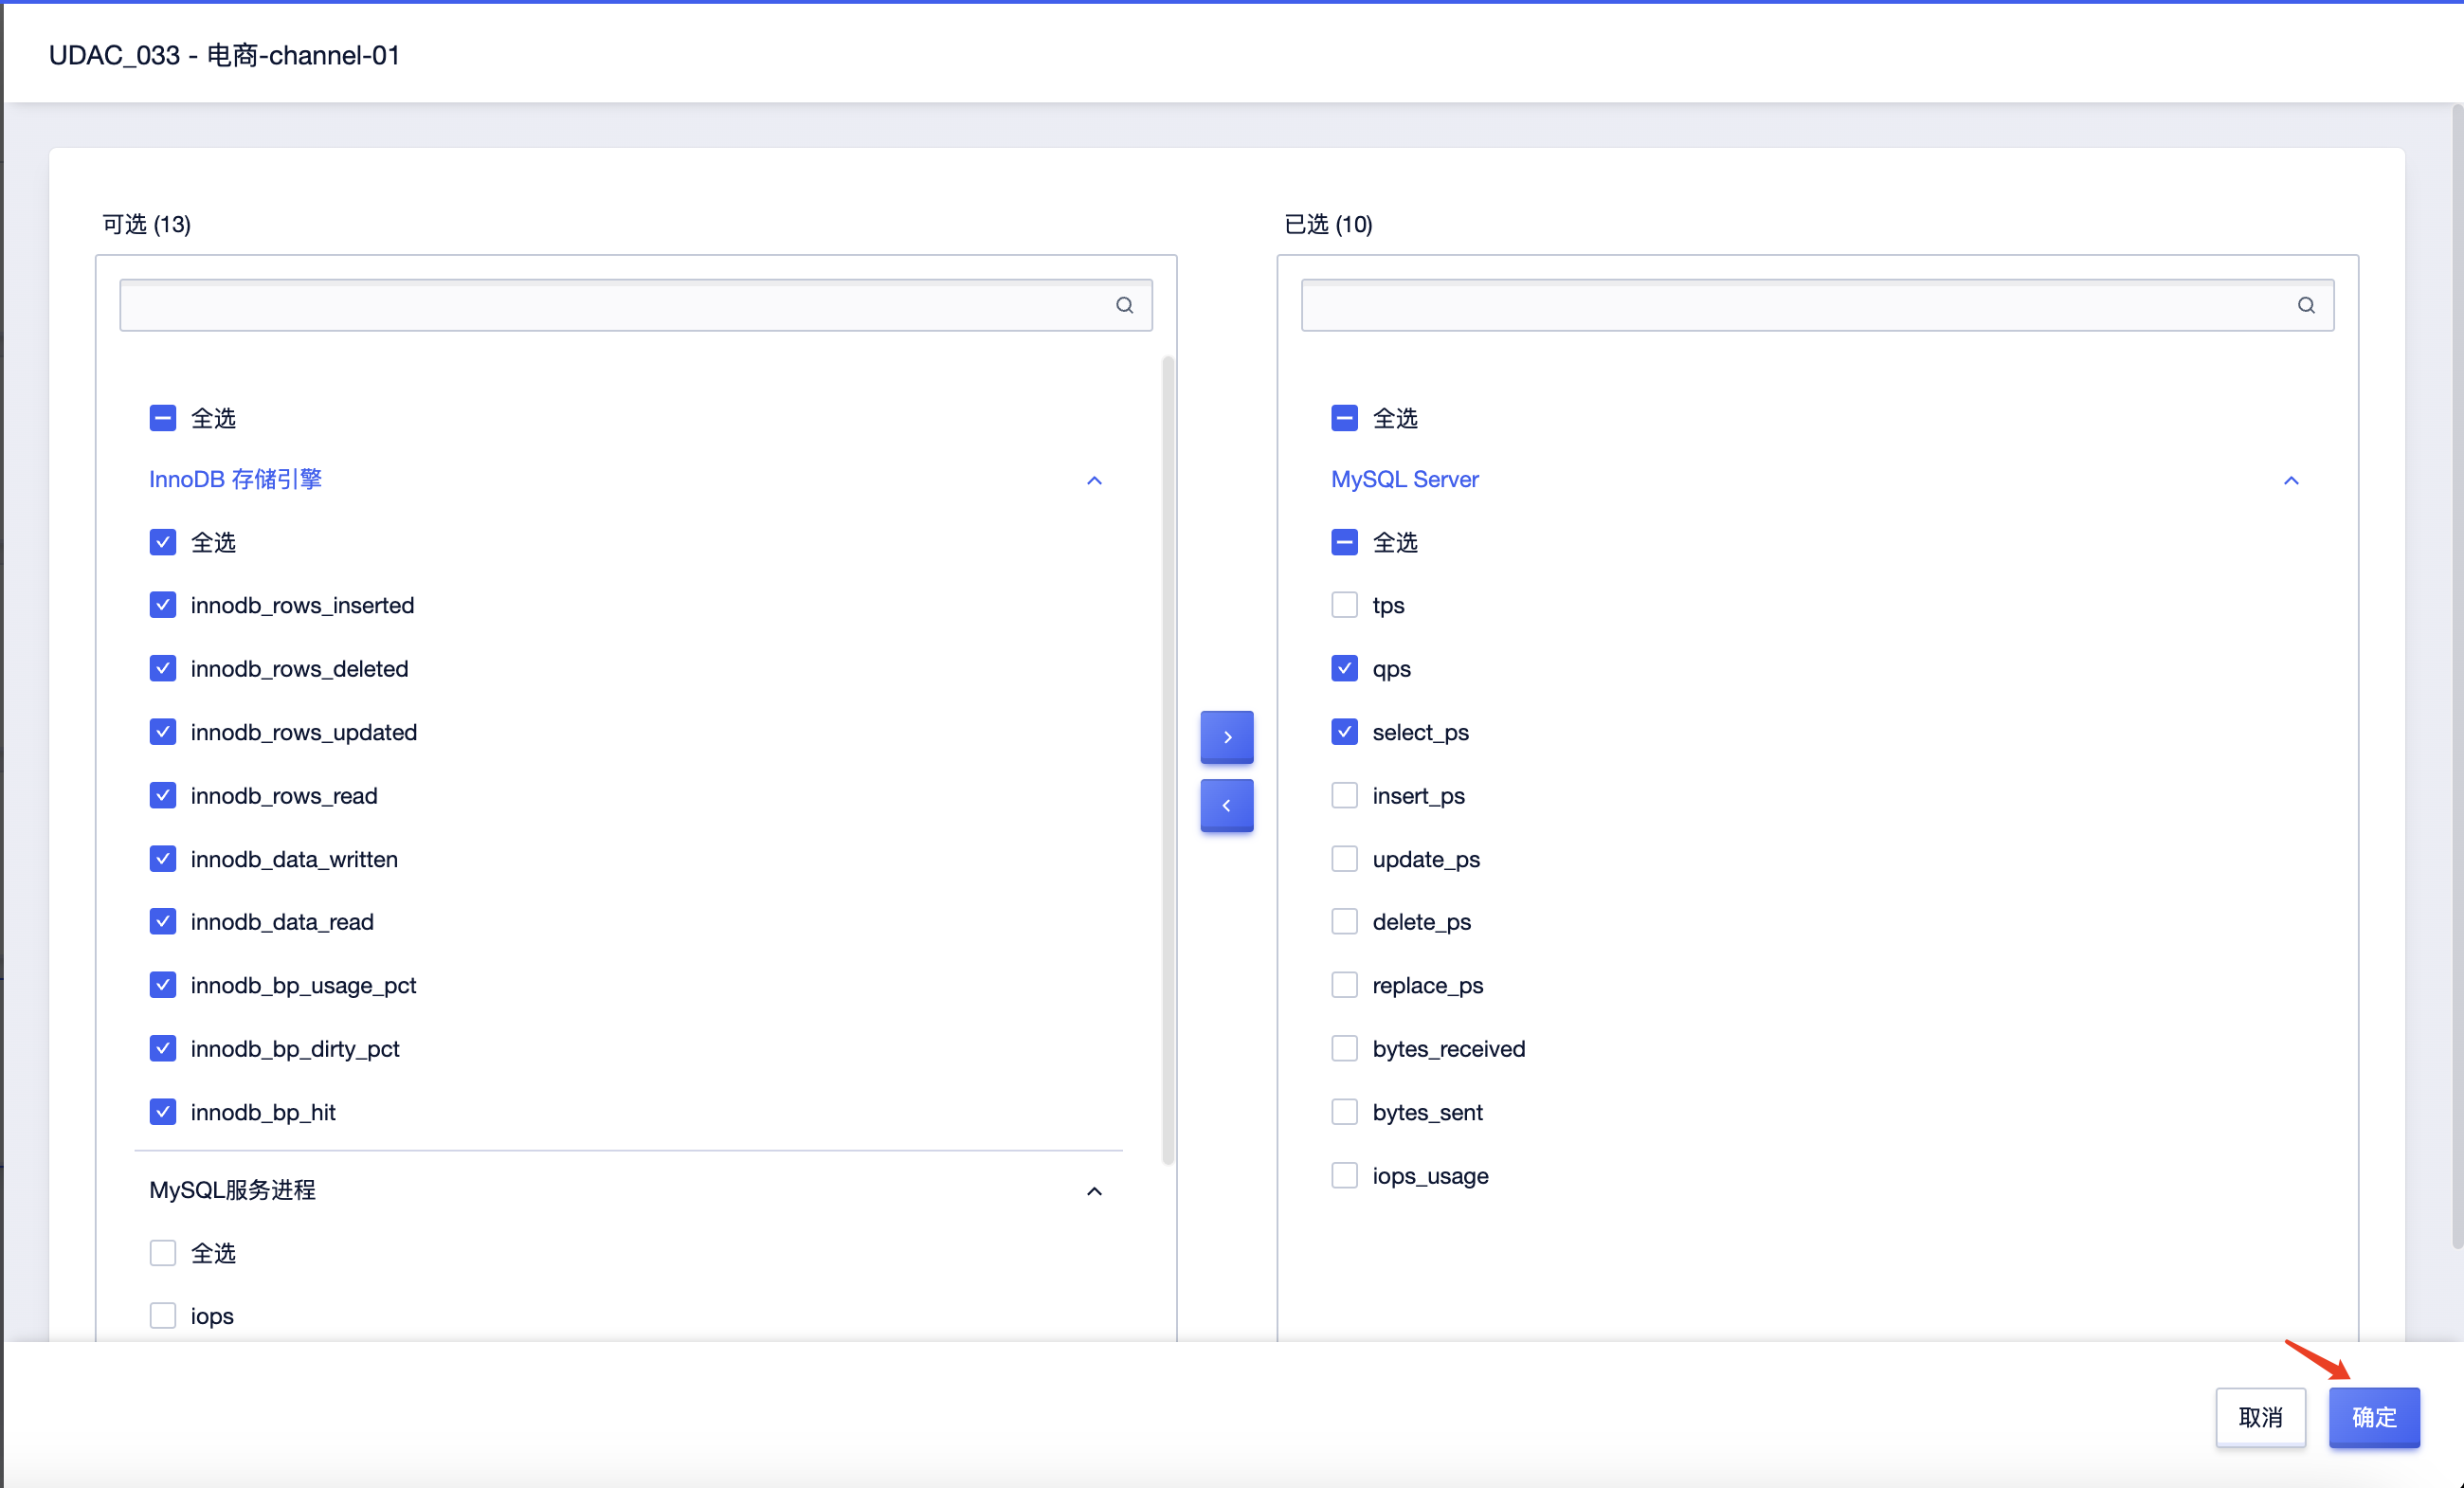 UDAC_033 - 电商-channel-01
可选 (13)
全选
InnoDB 存储引擎
全选
innodb_rows_inserted
innodb_rows_deleted
innodb_rows_updated
innodb_rows_read
innodb_data_written
innodb_data_read
innodb_bp_usage_pct
innodb_bp_dirty_pct
innodb_bp_hit
MySQL服务进程
全选
iops
已选 (10)
全选
MySQL Server
全选
tps
qps
select_ps
insert_ps
update_ps
delete_ps
replace_ps
bytes_received
bytes_sent
iops_usage
取消
确定